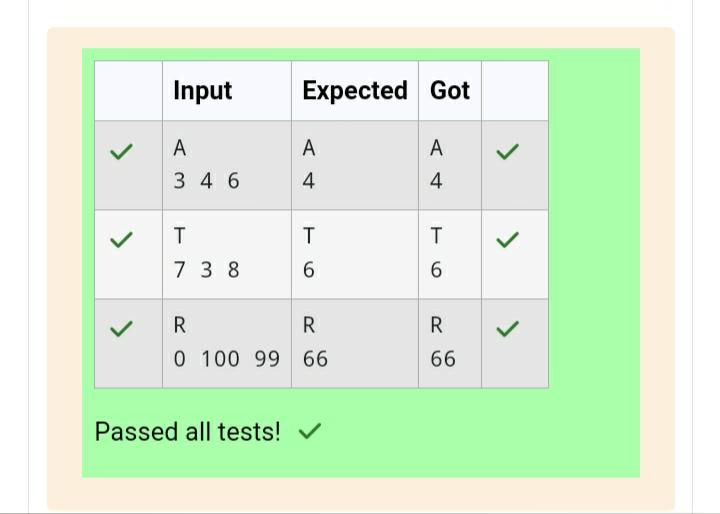 Input Expected Got
A A A
3 4 6 4 4
T T T
7 3 8 6 6
R R R
0 100 99 66 66
Passed all tests!